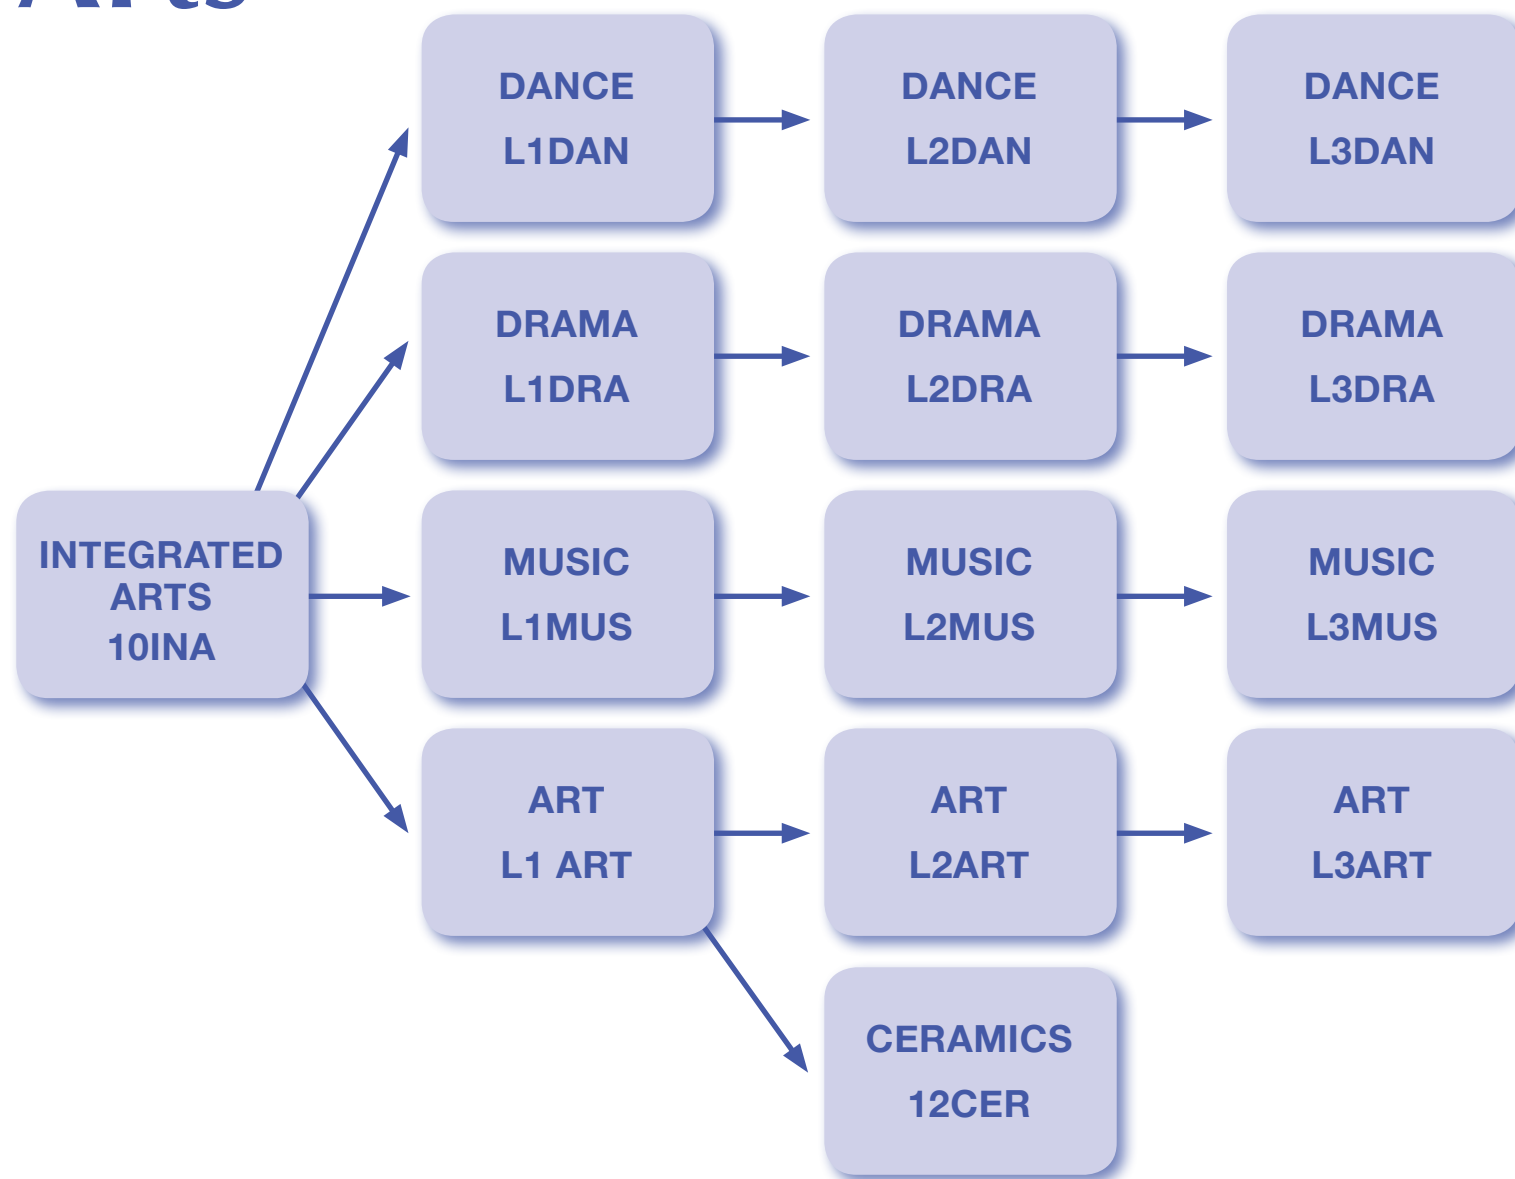 Arts
DANCE
L1DAN
DANCE
L2DAN
DANCE
L3DAN
DRAMA
L1DRA
DRAMA
L2DRA
DRAMA
L3DRA
INTEGRATED
ARTS
10INA
MUSIC
L1MUS
MUSIC
L2MUS
MUSIC
L3MUS
ART
L1 ART
ART
L2ART
ART
L3ART
CERAMICS
12CER